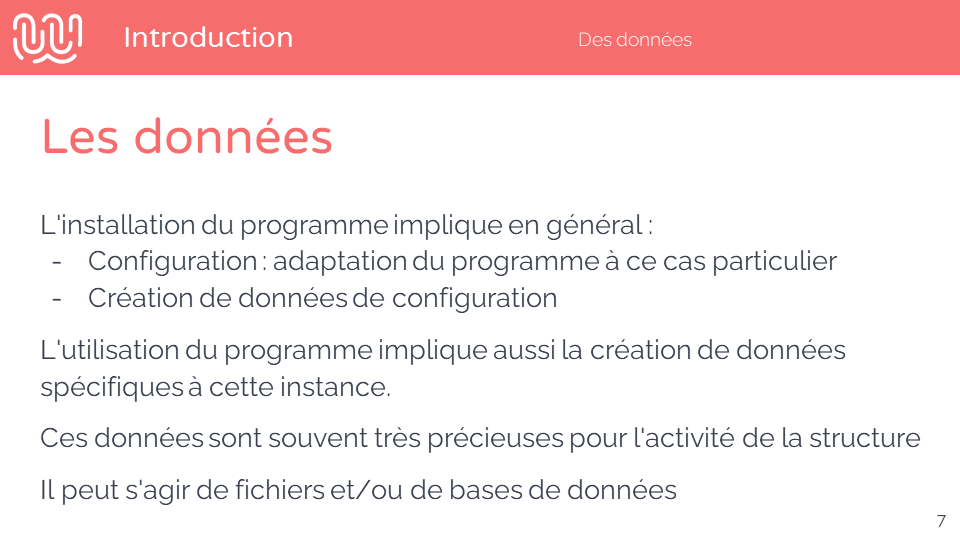 Introduction
Des données
Les données
L'installation du programme implique en général :
- Configuration : adaptation du programme à ce cas particulier
- Création de données de configuration
L'utilisation du programme implique aussi la création de données
spécifiques à cette instance.
Ces données sont souvent très précieuses pour l'activité de la structure
Il peut s'agir de fichiers et/ou de bases de données
7